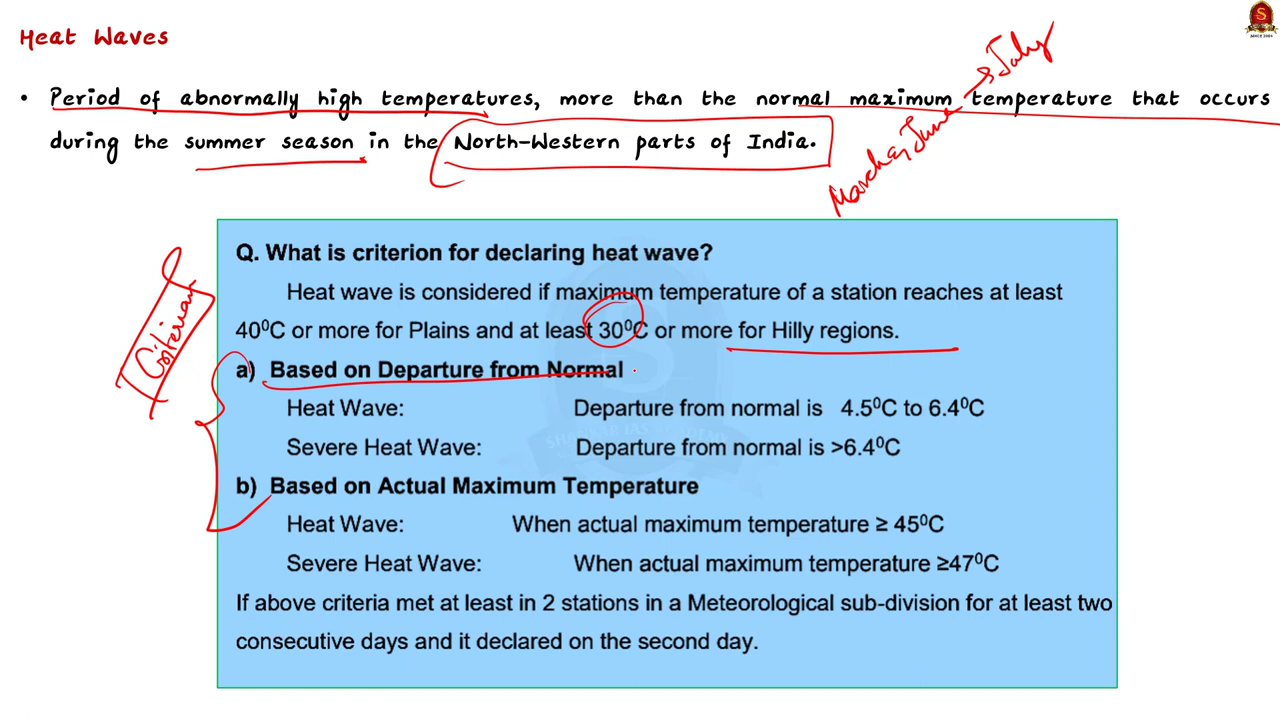 Heat Waves
• Period of abnormally high temperatures, more than the normal maximum temperature that occurs
during the summer season in the North-Western parts of India.
March & June → July
Criterian
Q. What is criterion for declaring heat wave?
Heat wave is considered if maximum temperature of a station reaches at least
40⁰C or more for Plains and at least 30⁰C or more for Hilly regions.
a) Based on Departure from Normal
Heat Wave: Departure from normal is 4.5⁰C to 6.4⁰C
Severe Heat Wave: Departure from normal is >6.4⁰C
b) Based on Actual Maximum Temperature
Heat Wave: When actual maximum temperature ≥ 45⁰C
Severe Heat Wave: When actual maximum temperature ≥47⁰C
If above criteria met at least in 2 stations in a Meteorological sub-division for at least two
consecutive days and it declared on the second day.